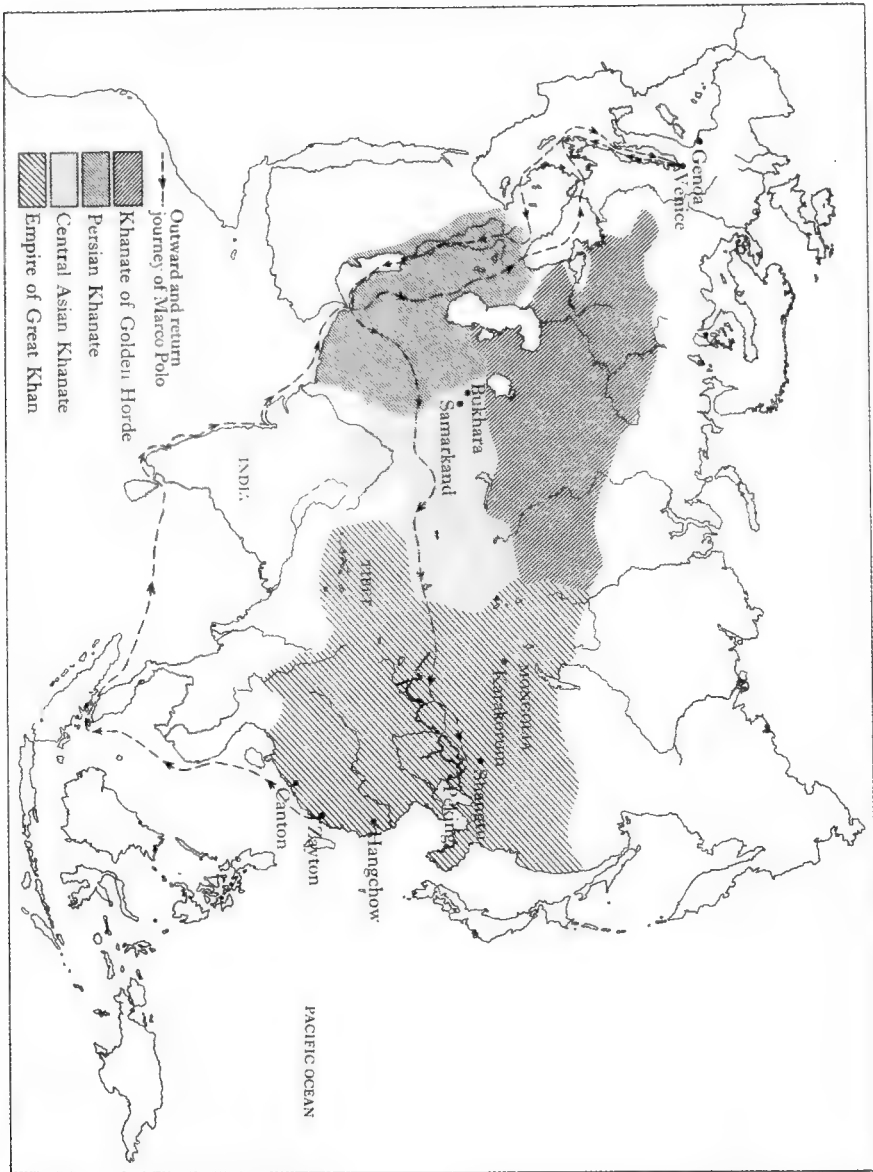 Genoa
Venice
Bukhara
Samarkand
MONGOLIA
Karakorum
Shangtu
Peking
TIBET
Hangchow
Zayton
Canton
INDIA
PACIFIC OCEAN
Outward and return
journey of Marco Polo
Khanate of Golden Horde
Persian Khanate
Central Asian Khanate
Empire of Great Khan